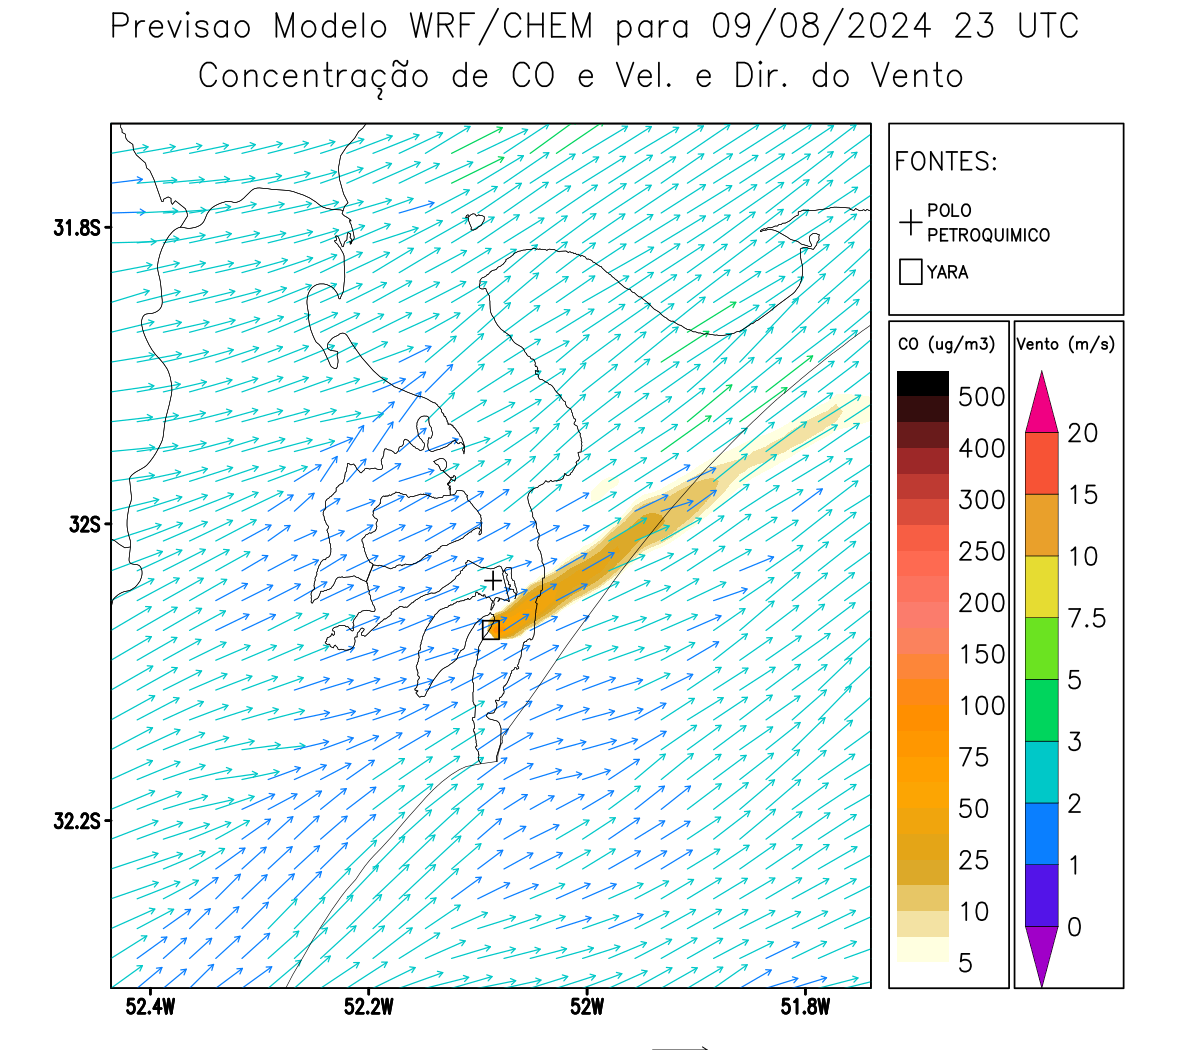 Previsao Modelo WRF/CHEM para 09/08/2024 23 UTC
Concentração de CO e Vel. e Dir. do Vento
FONTES:
POLO
PETROQUIMICO
YARA
CO (ug/m3)
500
400
300
250
200
150
100
75
50
25
10
5
Vento (m/s)
20
15
10
7.5
5
3
2
1
0
31.8S
32S
32.2S
52.4W
52.2W
52W
51.8W